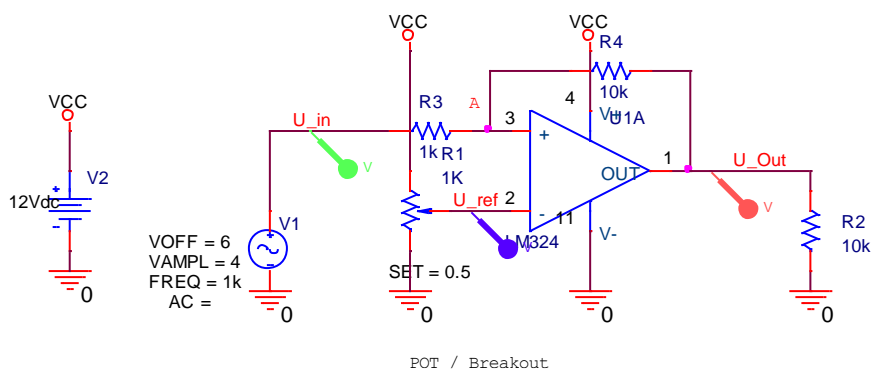 VCC
VCC
R4
VCC
R3
A
4
10k
V+
U1A
U_in
3
+
1k
R1
1K
V
1
U_Out
V2
12Vdc
OUT
U_ref
2
-
11
V
R2
10k
V1
VOFF = 6
VAMPL = 4
FREQ = 1k
AC =
LM324
V
V-
SET = 0.5
0
0
0
0
0
POT / Breakout